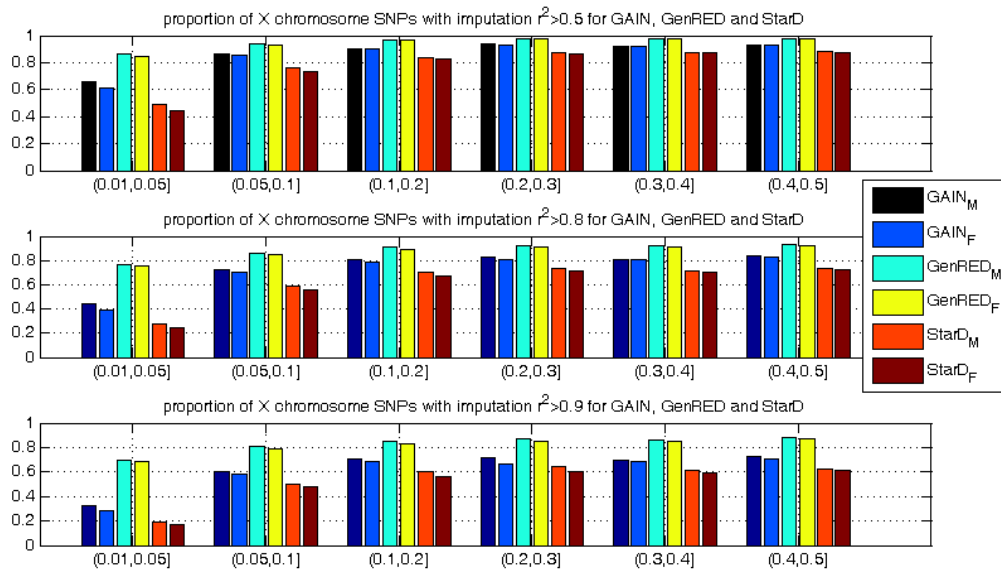 proportion of X chromosome SNPs with imputation r²>0.5 for GAIN, GenRED and StarD
1
0.8
0.6
0.4
0.2
0
(0.01,0.05] (0.05,0.1] (0.1,0.2] (0.2,0.3] (0.3,0.4] (0.4,0.5]
proportion of X chromosome SNPs with imputation r²>0.8 for GAIN, GenRED and StarD
1
0.8
0.6
0.4
0.2
0
(0.01,0.05] (0.05,0.1] (0.1,0.2] (0.2,0.3] (0.3,0.4] (0.4,0.5]
proportion of X chromosome SNPs with imputation r²>0.9 for GAIN, GenRED and StarD
1
0.8
0.6
0.4
0.2
0
(0.01,0.05] (0.05,0.1] (0.1,0.2] (0.2,0.3] (0.3,0.4] (0.4,0.5]
GAIN_M
GAIN_F
GenRED_M
GenRED_F
StarD_M
StarD_F